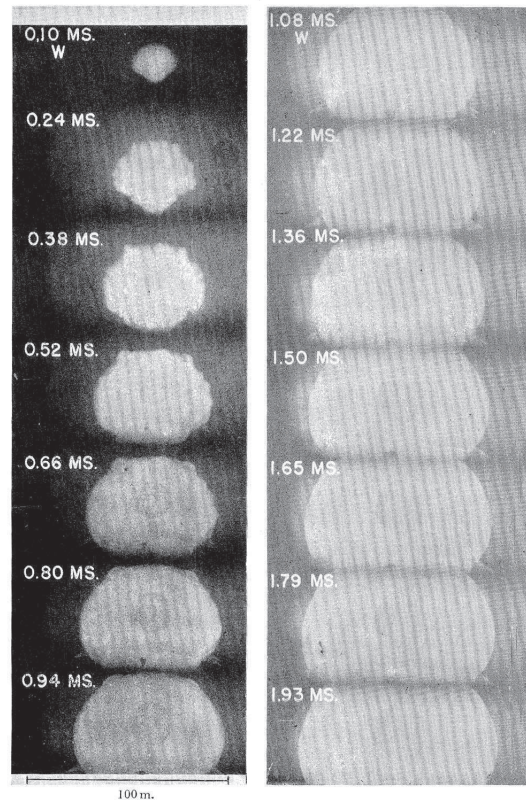 0.10 MS.
W
0.24 MS.
0.38 MS.
0.52 MS.
0.66 MS.
0.80 MS.
0.94 MS.
100 m.
1.08 MS.
W
1.22 MS.
1.36 MS.
1.50 MS.
1.65 MS.
1.79 MS.
1.93 MS.